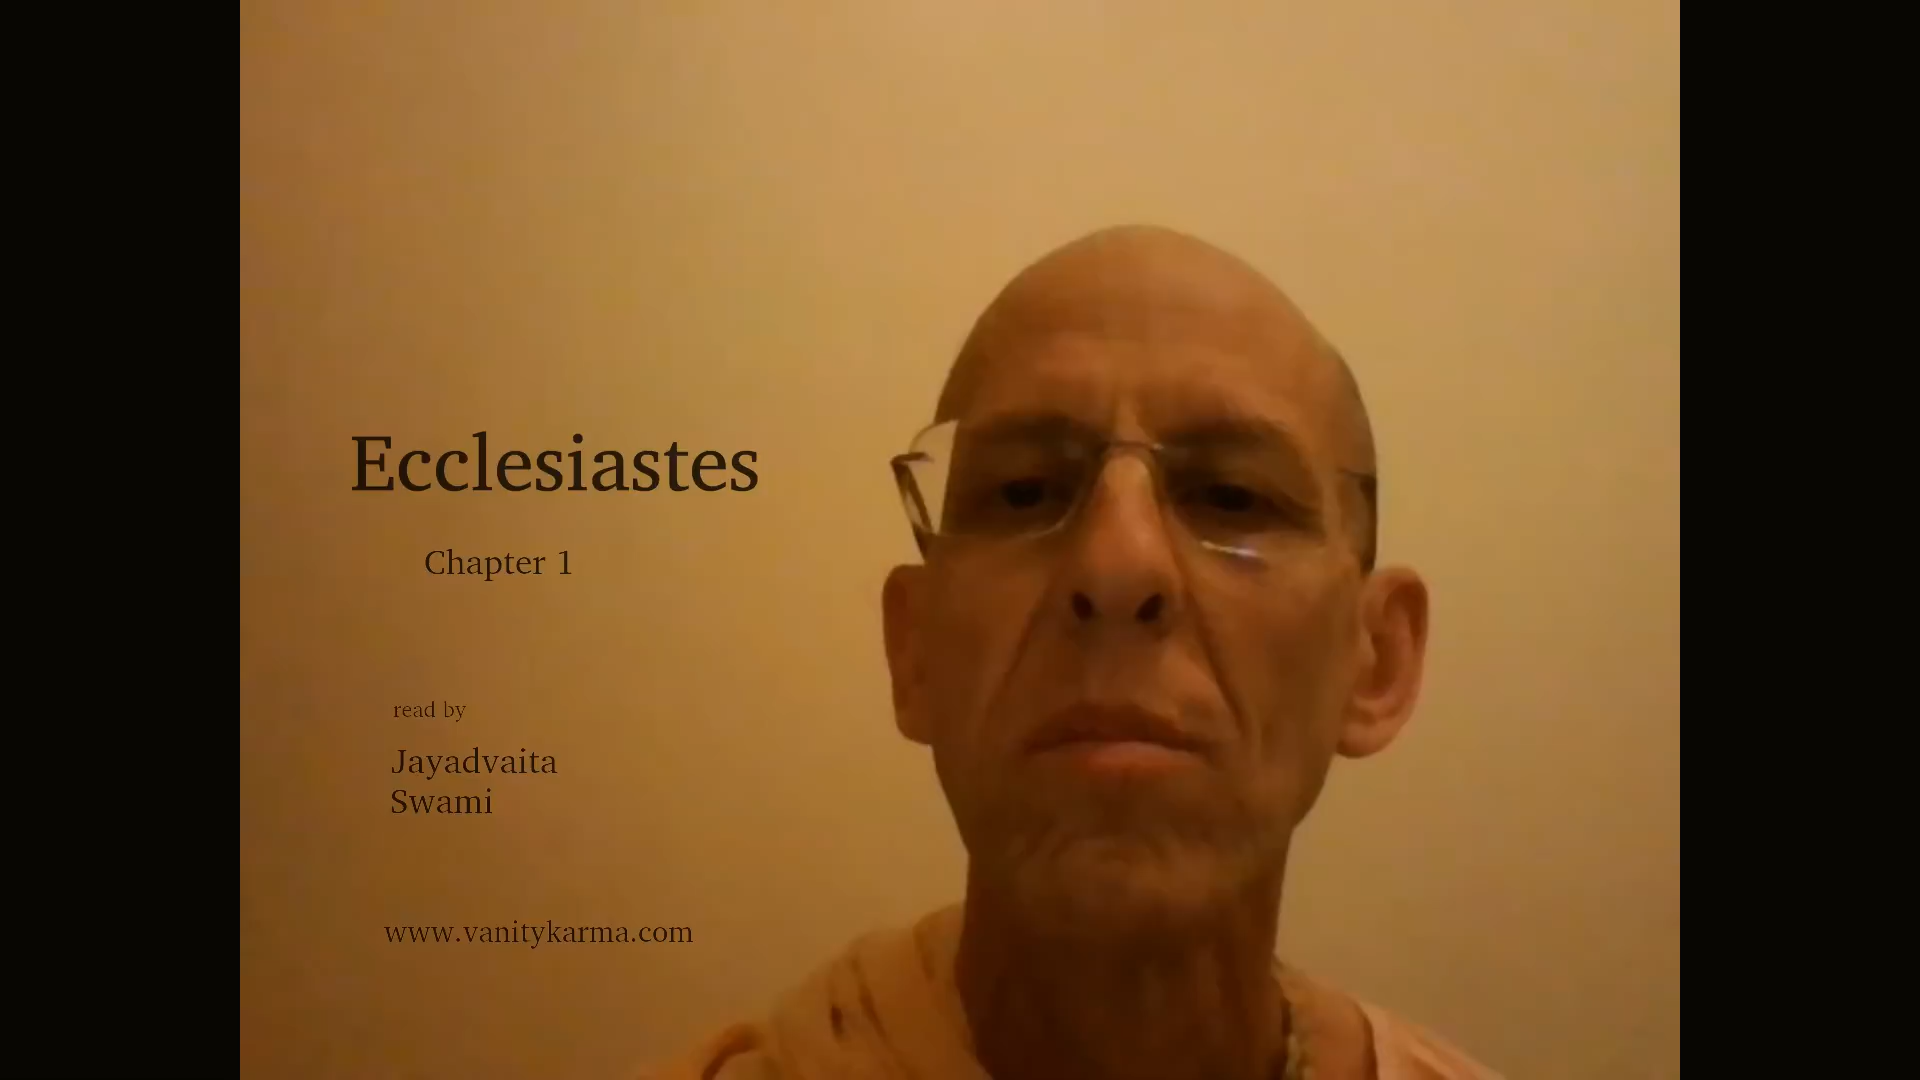 Ecclesiastes
Chapter 1
read by
Jayadvaita
Swami
www.vanitykarma.com